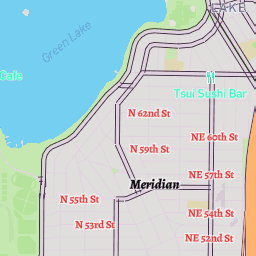 LAKE
Green Lake
Cafe
Tsui Sushi Bar
N 62nd St
NE 60th St
N 59th St
NE 57th St
Meridian
N 55th St
NE 54th St
N 53rd St
NE 52nd St